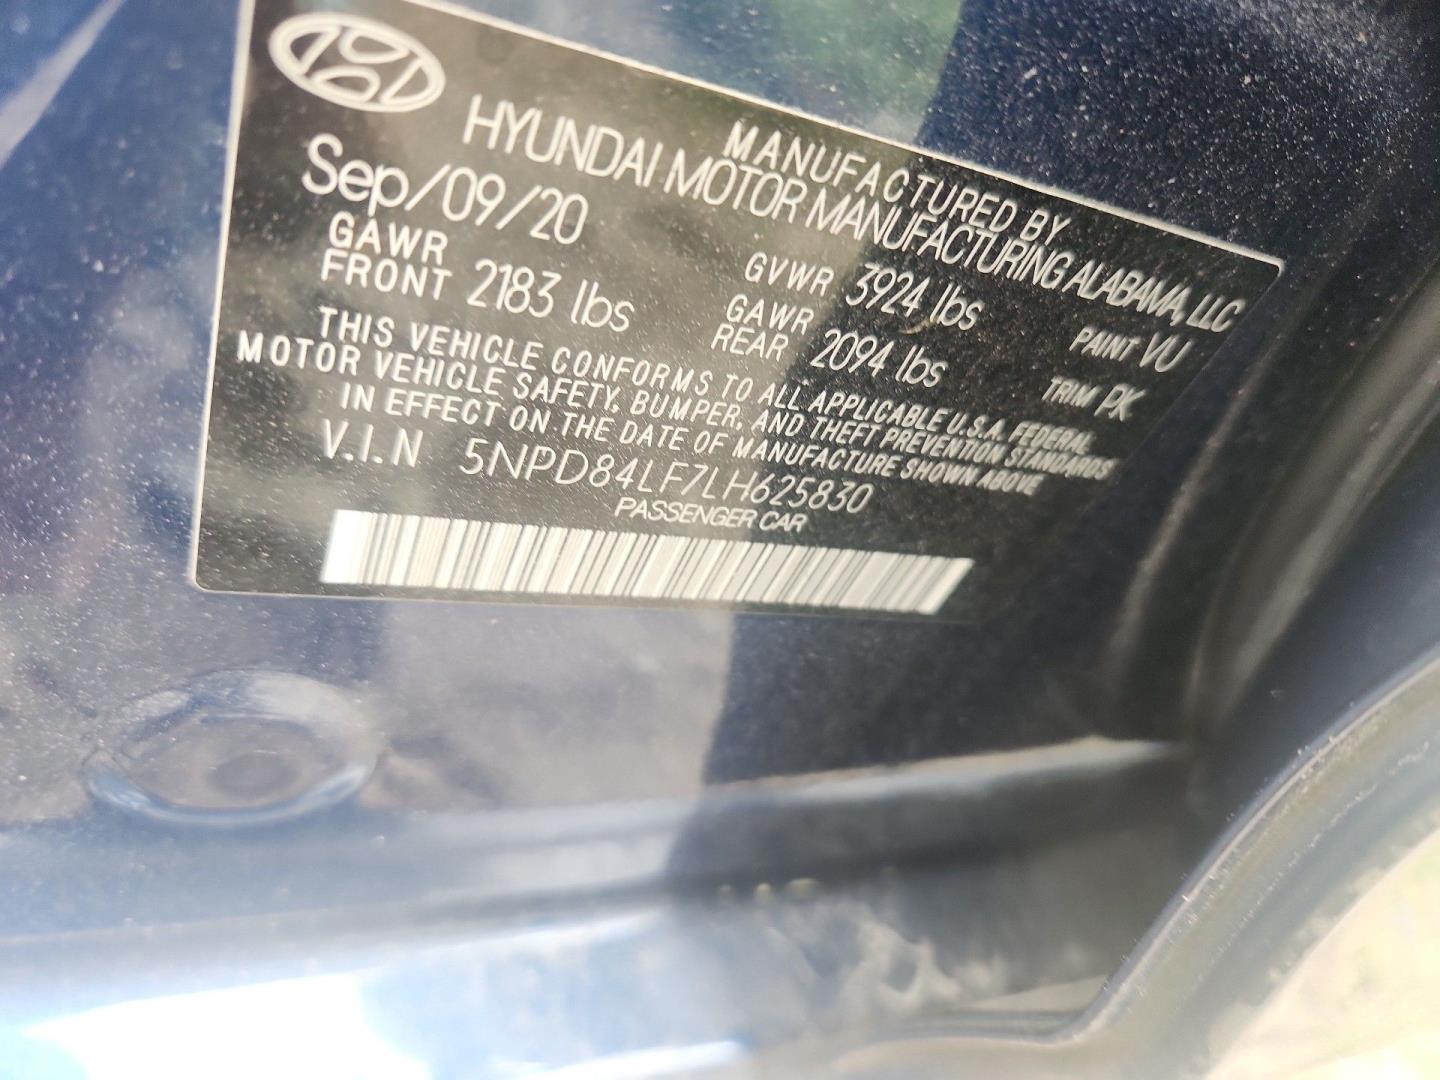 MANUFACTURED BY
HYUNDAI MOTOR MANUFACTURING ALABAMA, LLC
Sep/09/20
GVWR 3924 lbs
PAINT VU
GAWR FRONT 2183 lbs
GAWR REAR 2094 lbs
TRIM PK
THIS VEHICLE CONFORMS TO ALL APPLICABLE U.S.A. FEDERAL
MOTOR VEHICLE SAFETY, BUMPER, AND THEFT PREVENTION STANDARDS
IN EFFECT ON THE DATE OF MANUFACTURE SHOWN ABOVE
V.I.N 5NPD84LF7LH625830
PASSENGER CAR